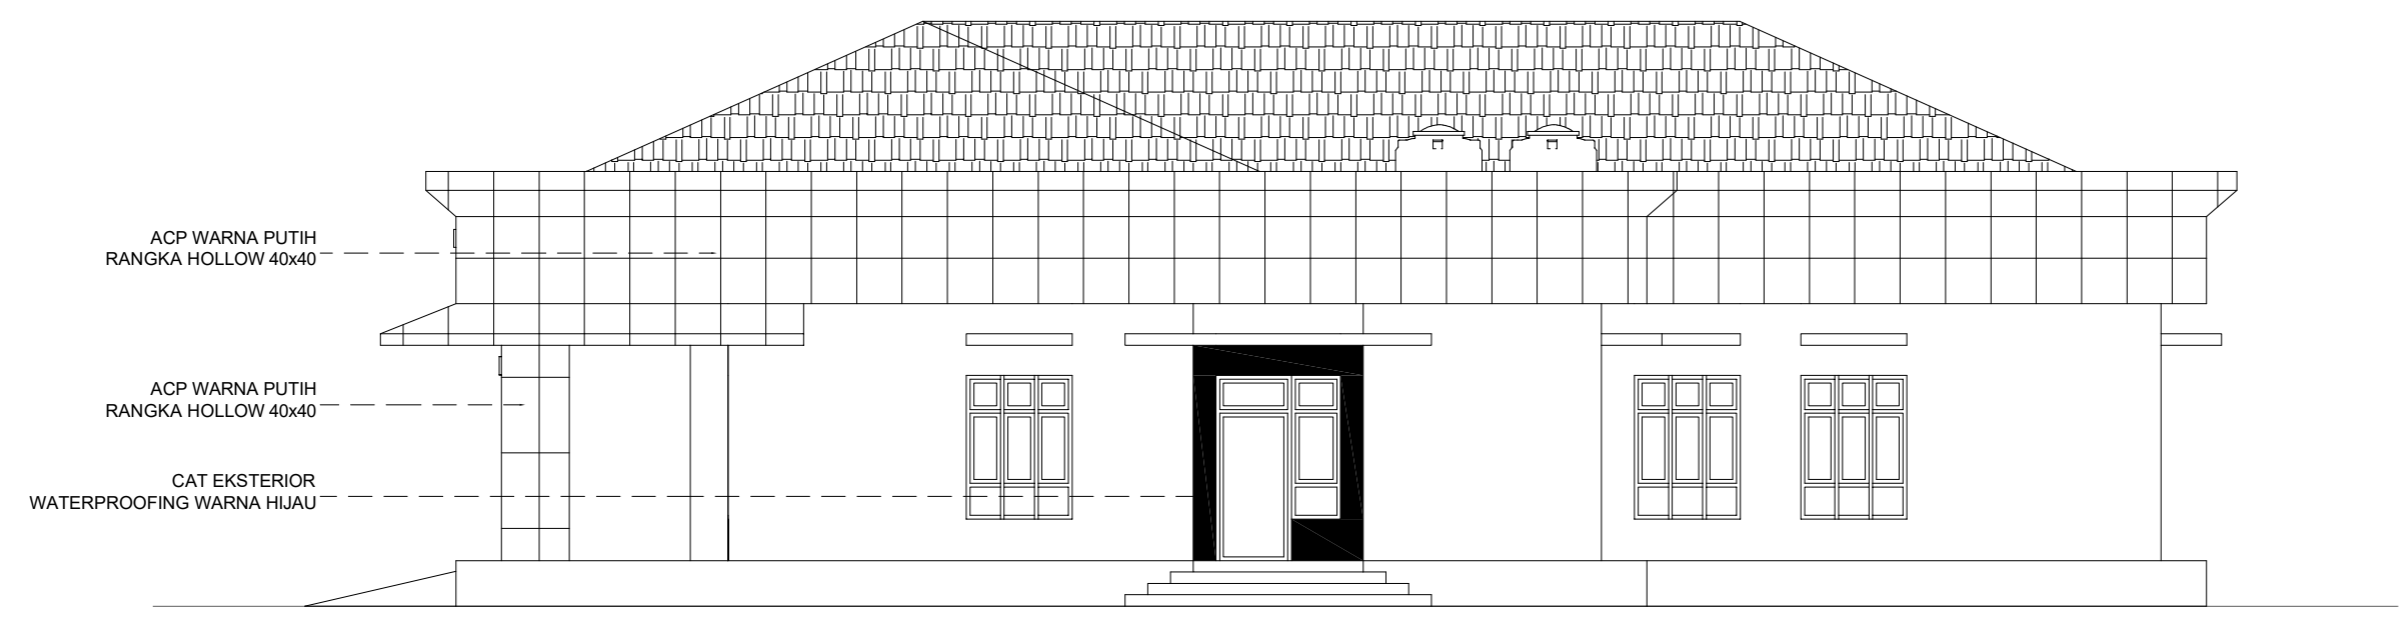 ACP WARNA PUTIH
RANGKA HOLLOW 40x40
ACP WARNA PUTIH
RANGKA HOLLOW 40x40
CAT EKSTERIOR
WATERPROOFING WARNA HIJAU